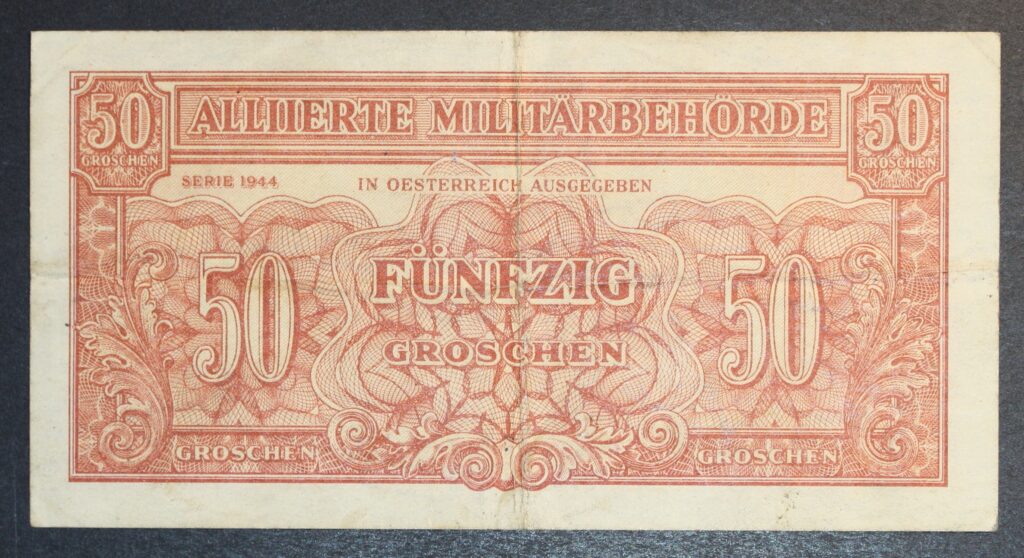 50 ALLIIERTE MILITÄRBEHÖRDE 50
GROSCHEN GROSCHEN
SERIE 1944 IN OESTERREICH AUSGEGEBEN
50 FÜNFZIG 50
GROSCHEN
GROSCHEN GROSCHEN